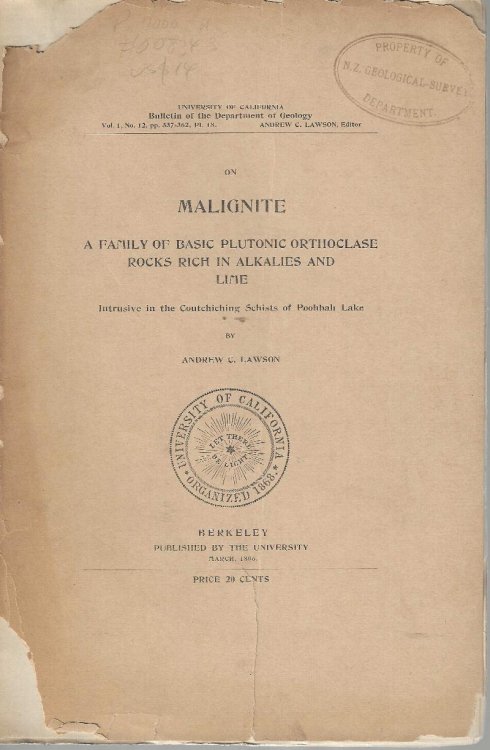 PROPERTY OF
N.Z. GEOLOGICAL SURVEY
DEPARTMENT.
UNIVERSITY OF CALIFORNIA
Bulletin of the Department of Geology
Vol. 1, No. 12, pp. 337-362, Pl. 18. ANDREW C. LAWSON, Editor
ON
MALIGNITE
A FAMILY OF BASIC PLUTONIC ORTHOCLASE
ROCKS RICH IN ALKALIES AND
LIME
Intrusive in the Coutchiching Schists of Poohbah Lake
BY
ANDREW C. LAWSON
UNIVERSITY OF CALIFORNIA
LET THERE
BE LIGHT
ORGANIZED 1868
BERKELEY
PUBLISHED BY THE UNIVERSITY
MARCH, 1896.
PRICE 20 CENTS